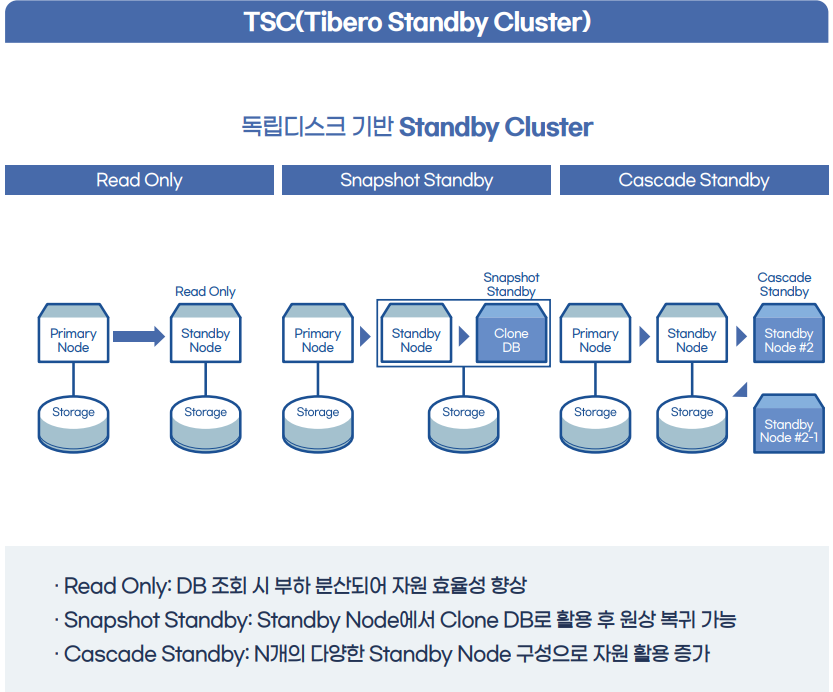 TSC(Tibero Standby Cluster)
독립디스크 기반 Standby Cluster
Read Only
Snapshot Standby
Cascade Standby
Read Only
Primary
Node
Standby
Node
Storage
Storage
Snapshot
Standby
Primary
Node
Standby
Node
Clone
DB
Storage
Storage
Cascade
Standby
Primary
Node
Standby
Node
Standby
Node #2
Storage
Storage
Standby
Node #2-1
· Read Only: DB 조회 시 부하 분산되어 자원 효율성 향상
· Snapshot Standby: Standby Node에서 Clone DB로 활용 후 원상 복귀 가능
· Cascade Standby: N개의 다양한 Standby Node 구성으로 자원 활용 증가